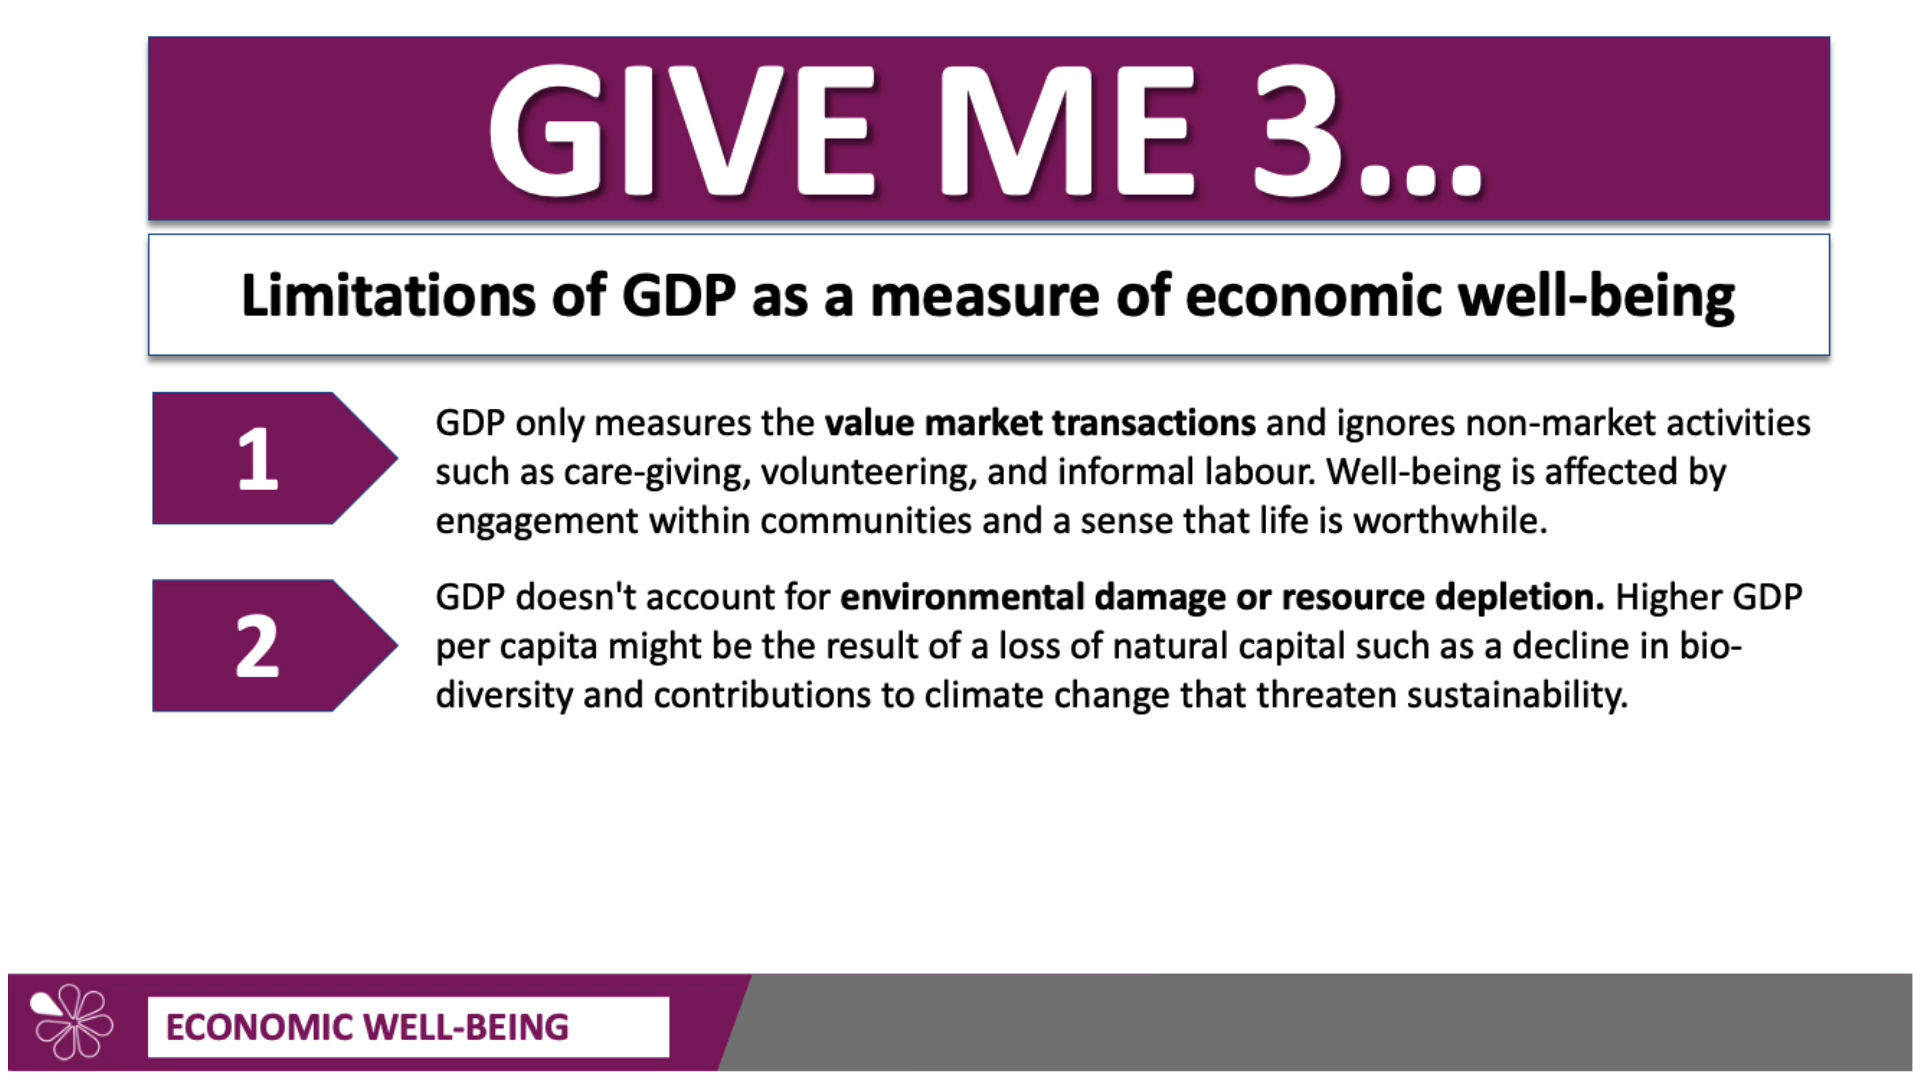 GIVE ME 3...
Limitations of GDP as a measure of economic well-being
1
GDP only measures the value market transactions and ignores non-market activities
such as care-giving, volunteering, and informal labour. Well-being is affected by
engagement within communities and a sense that life is worthwhile.
2
GDP doesn't account for environmental damage or resource depletion. Higher GDP
per capita might be the result of a loss of natural capital such as a decline in bio-
diversity and contributions to climate change that threaten sustainability.
ECONOMIC WELL-BEING